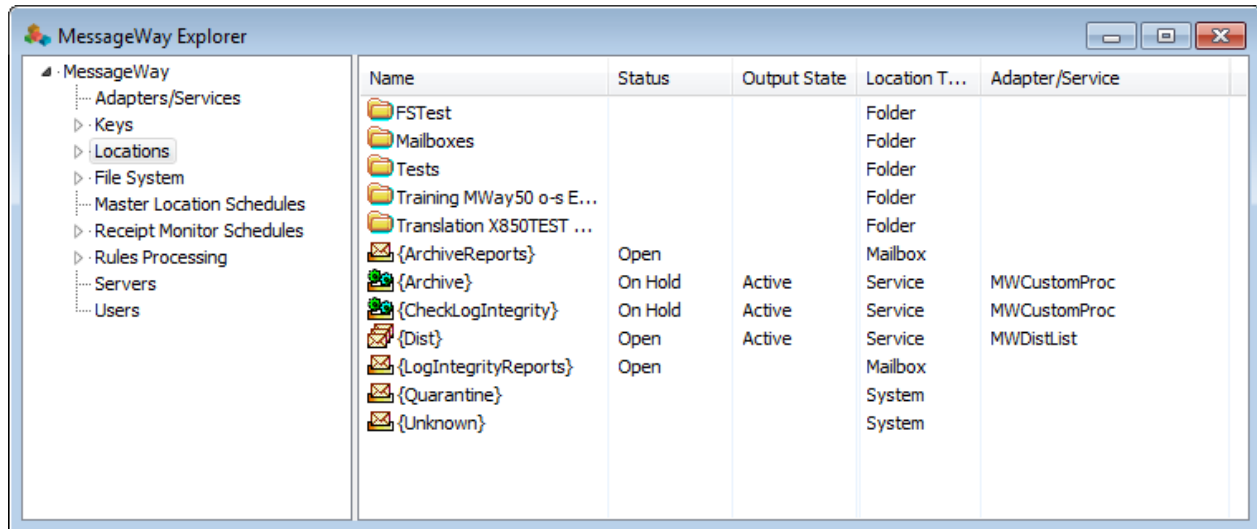 MessageWay Explorer
MessageWay
Adapters/Services
Keys
Locations
File System
Master Location Schedules
Receipt Monitor Schedules
Rules Processing
Servers
Users
Name Status Output State Location T... Adapter/Service
FSTest Folder
Mailboxes Folder
Tests Folder
Training MWay50 o-s E... Folder
Translation X850TEST ... Folder
{ArchiveReports} Open Mailbox
{Archive} On Hold Active Service MWCustomProc
{CheckLogIntegrity} On Hold Active Service MWCustomProc
{Dist} Open Active Service MWDistList
{LogIntegrityReports} Open Mailbox
{Quarantine} System
{Unknown} System